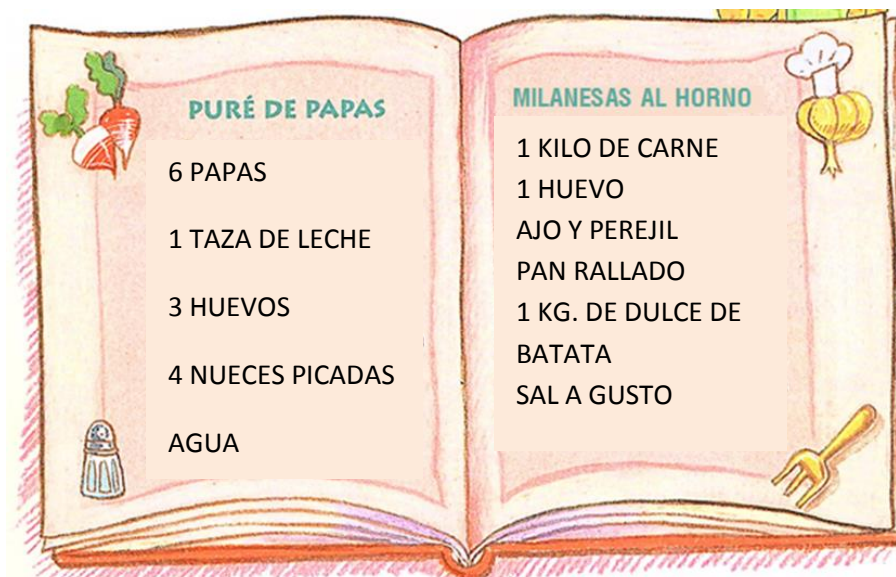 PURÉ DE PAPAS
6 PAPAS
1 TAZA DE LECHE
3 HUEVOS
4 NUECES PICADAS
AGUA
MILANESAS AL HORNO
1 KILO DE CARNE
1 HUEVO
AJO Y PEREJIL
PAN RALLADO
1 KG. DE DULCE DE
BATATA
SAL A GUSTO